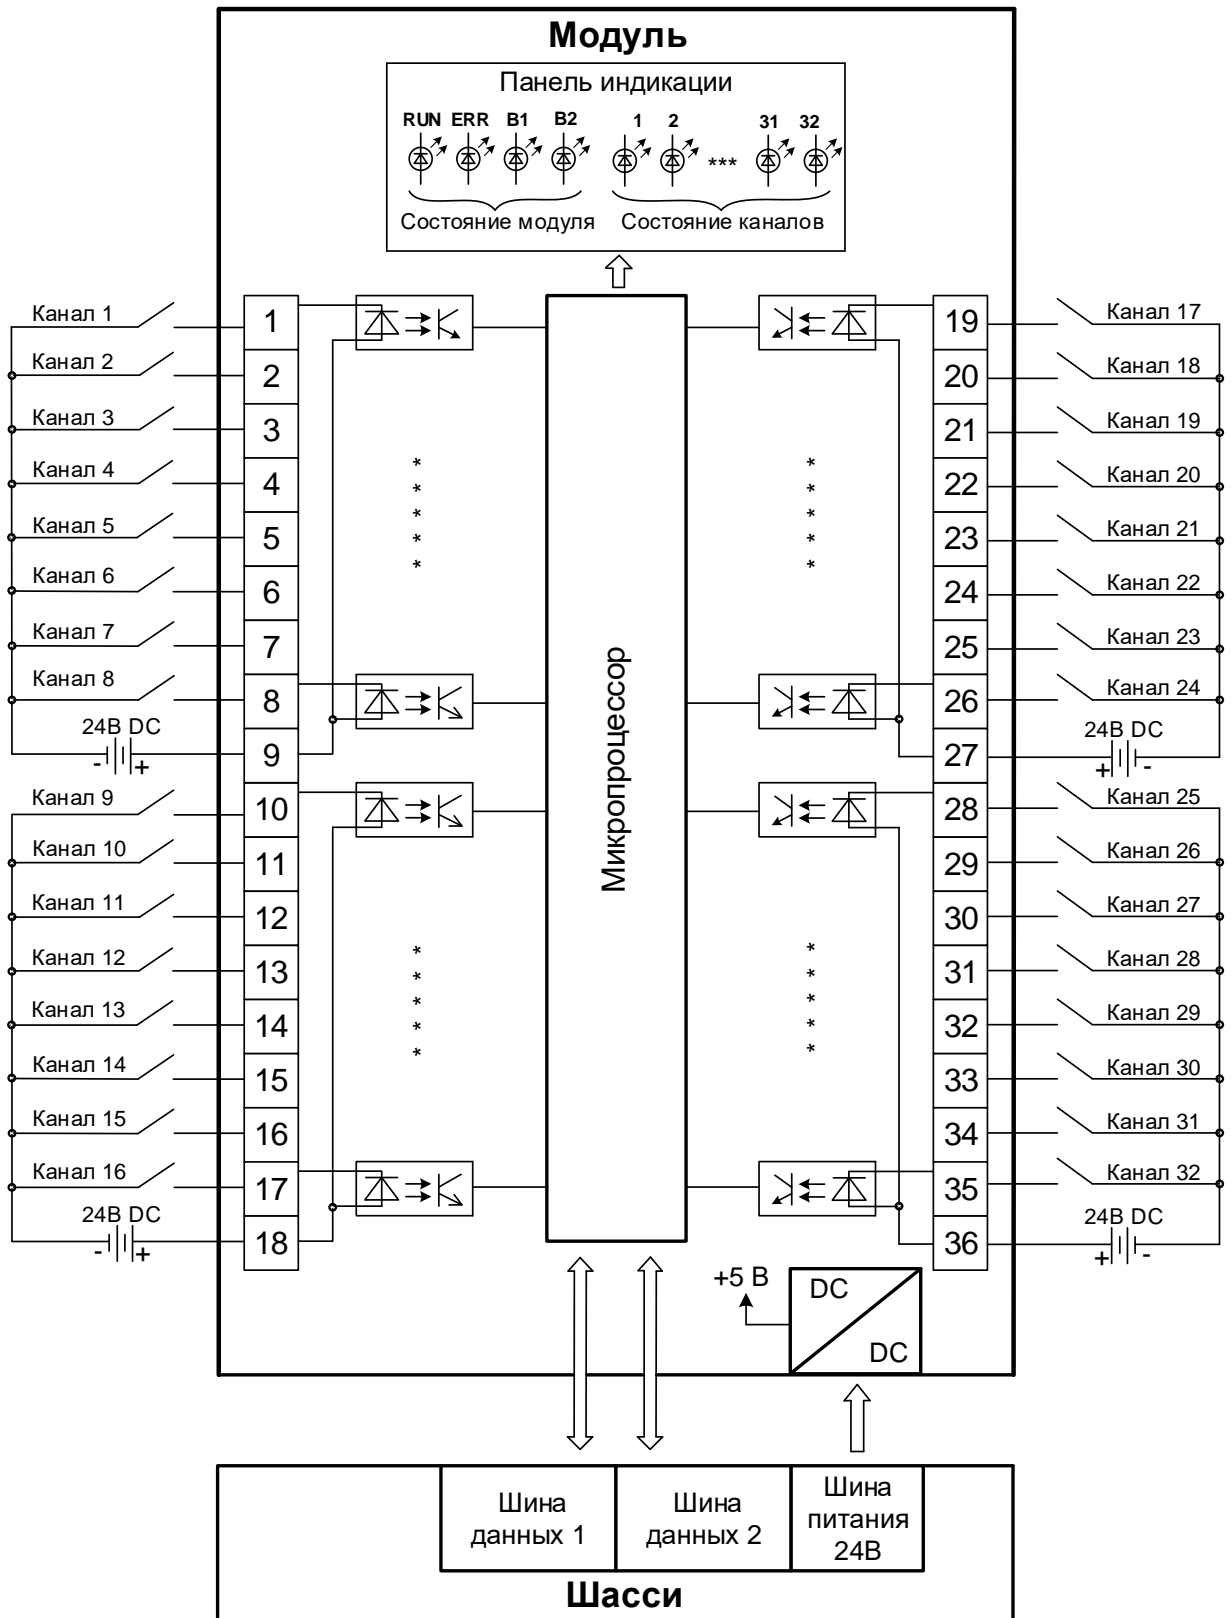 Модуль
Панель индикации
RUN ERR B1 B2 1 2 31 32
***
Состояние модуля Состояние каналов
Канал 1
Канал 2
Канал 3
Канал 4
Канал 5
Канал 6
Канал 7
Канал 8
24В DC
- +
Канал 9
Канал 10
Канал 11
Канал 12
Канал 13
Канал 14
Канал 15
Канал 16
24В DC
- +
1
2
3
4
5
6
7
8
9
10
11
12
13
14
15
16
17
18
* * * * *
* * * * *
Микропроцессор
* * * * *
* * * * *
19
20
21
22
23
24
25
26
27
28
29
30
31
32
33
34
35
36
Канал 17
Канал 18
Канал 19
Канал 20
Канал 21
Канал 22
Канал 23
Канал 24
24В DC
+ -
Канал 25
Канал 26
Канал 27
Канал 28
Канал 29
Канал 30
Канал 31
Канал 32
24В DC
+ -
+5 В
DC
DC
Шина
данных 1
Шина
данных 2
Шина
питания
24В
Шасси